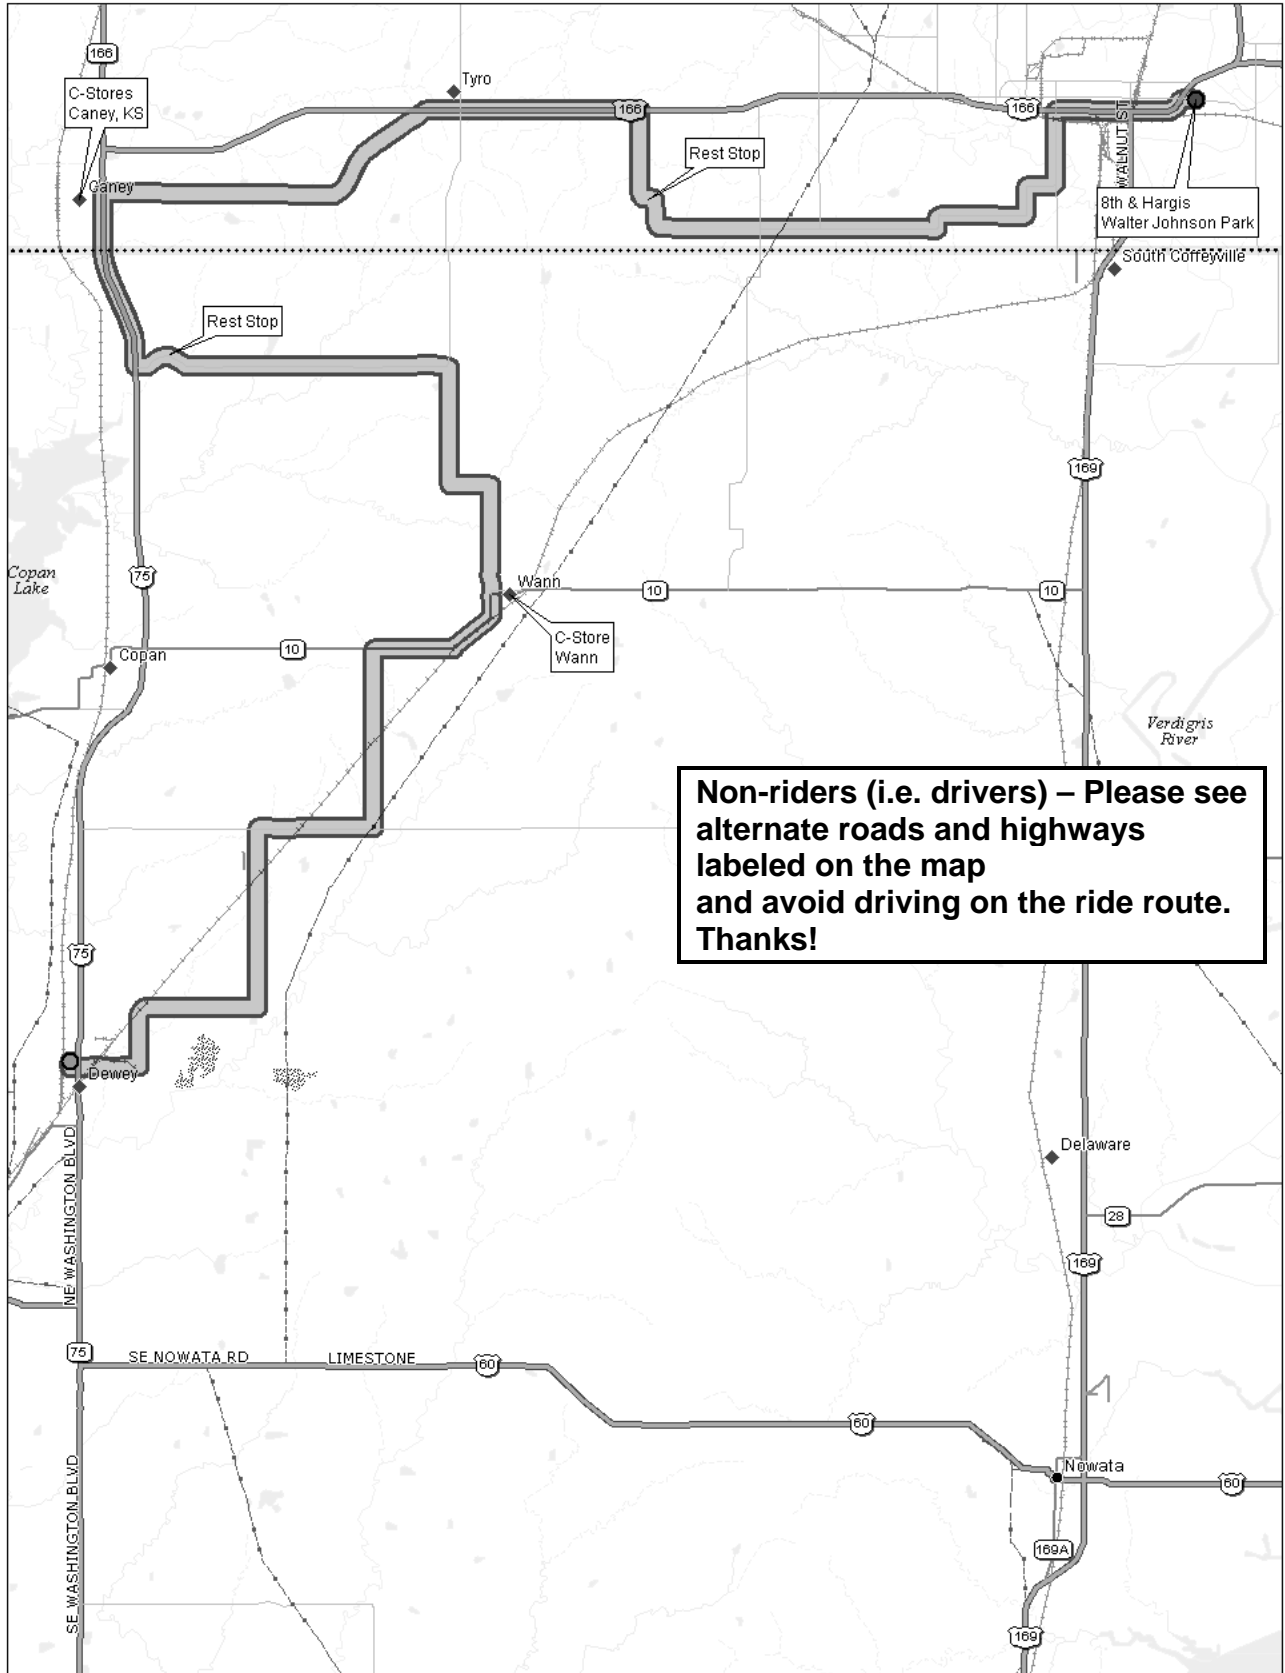 166
C-Stores
Caney, KS
Tyro
166
166
Rest Stop
WALNUT ST
Caney
8th & Hargis
Walter Johnson Park
South Coffeyville
Rest Stop
169
Copan
Lake
75
Wann
10
10
C-Store
Wann
10
Copan
Verdigris
River
Non-riders (i.e. drivers) – Please see
alternate roads and highways
labeled on the map
and avoid driving on the ride route.
Thanks!
75
Dewey
NE WASHINGTON BLVD
Delaware
28
169
75
SE NOWATA RD
LIMESTONE
60
60
Nowata
60
SE WASHINGTON BLVD
169A
169